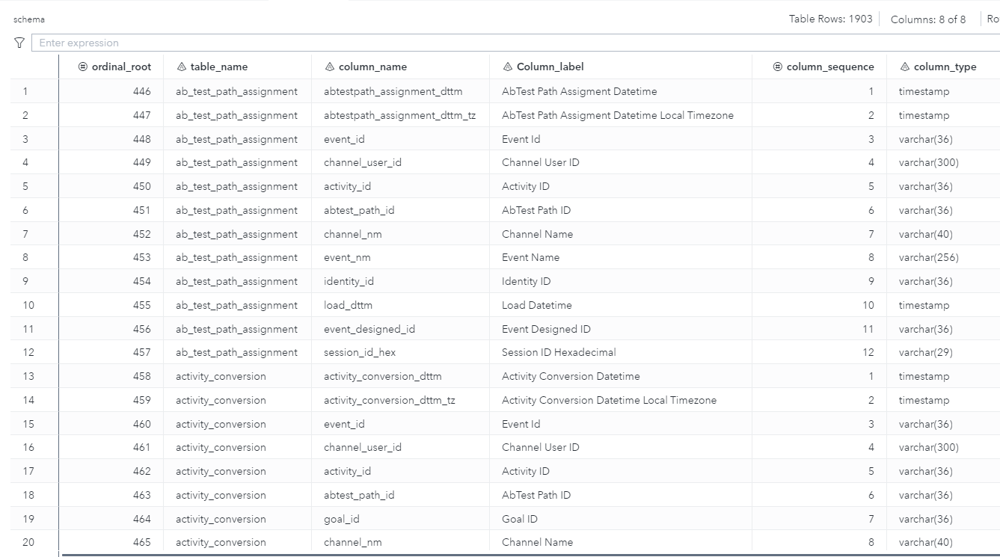 schema
Table Rows: 1903 Columns: 8 of 8 Ro
Enter expression
ordinal_root table_name column_name Column_label column_sequence column_type
1 446 ab_test_path_assignment abtestpath_assignment_dttm AbTest Path Assigment Datetime 1 timestamp
2 447 ab_test_path_assignment abtestpath_assignment_dttm_tz AbTest Path Assigment Datetime Local Timezone 2 timestamp
3 448 ab_test_path_assignment event_id Event Id 3 varchar(36)
4 449 ab_test_path_assignment channel_user_id Channel User ID 4 varchar(300)
5 450 ab_test_path_assignment activity_id Activity ID 5 varchar(36)
6 451 ab_test_path_assignment abtest_path_id AbTest Path ID 6 varchar(36)
7 452 ab_test_path_assignment channel_nm Channel Name 7 varchar(40)
8 453 ab_test_path_assignment event_nm Event Name 8 varchar(256)
9 454 ab_test_path_assignment identity_id Identity ID 9 varchar(36)
10 455 ab_test_path_assignment load_dttm Load Datetime 10 timestamp
11 456 ab_test_path_assignment event_designed_id Event Designed ID 11 varchar(36)
12 457 ab_test_path_assignment session_id_hex Session ID Hexadecimal 12 varchar(29)
13 458 activity_conversion activity_conversion_dttm Activity Conversion Datetime 1 timestamp
14 459 activity_conversion activity_conversion_dttm_tz Activity Conversion Datetime Local Timezone 2 timestamp
15 460 activity_conversion event_id Event Id 3 varchar(36)
16 461 activity_conversion channel_user_id Channel User ID 4 varchar(300)
17 462 activity_conversion activity_id Activity ID 5 varchar(36)
18 463 activity_conversion abtest_path_id AbTest Path ID 6 varchar(36)
19 464 activity_conversion goal_id Goal ID 7 varchar(36)
20 465 activity_conversion channel_nm Channel Name 8 varchar(40)